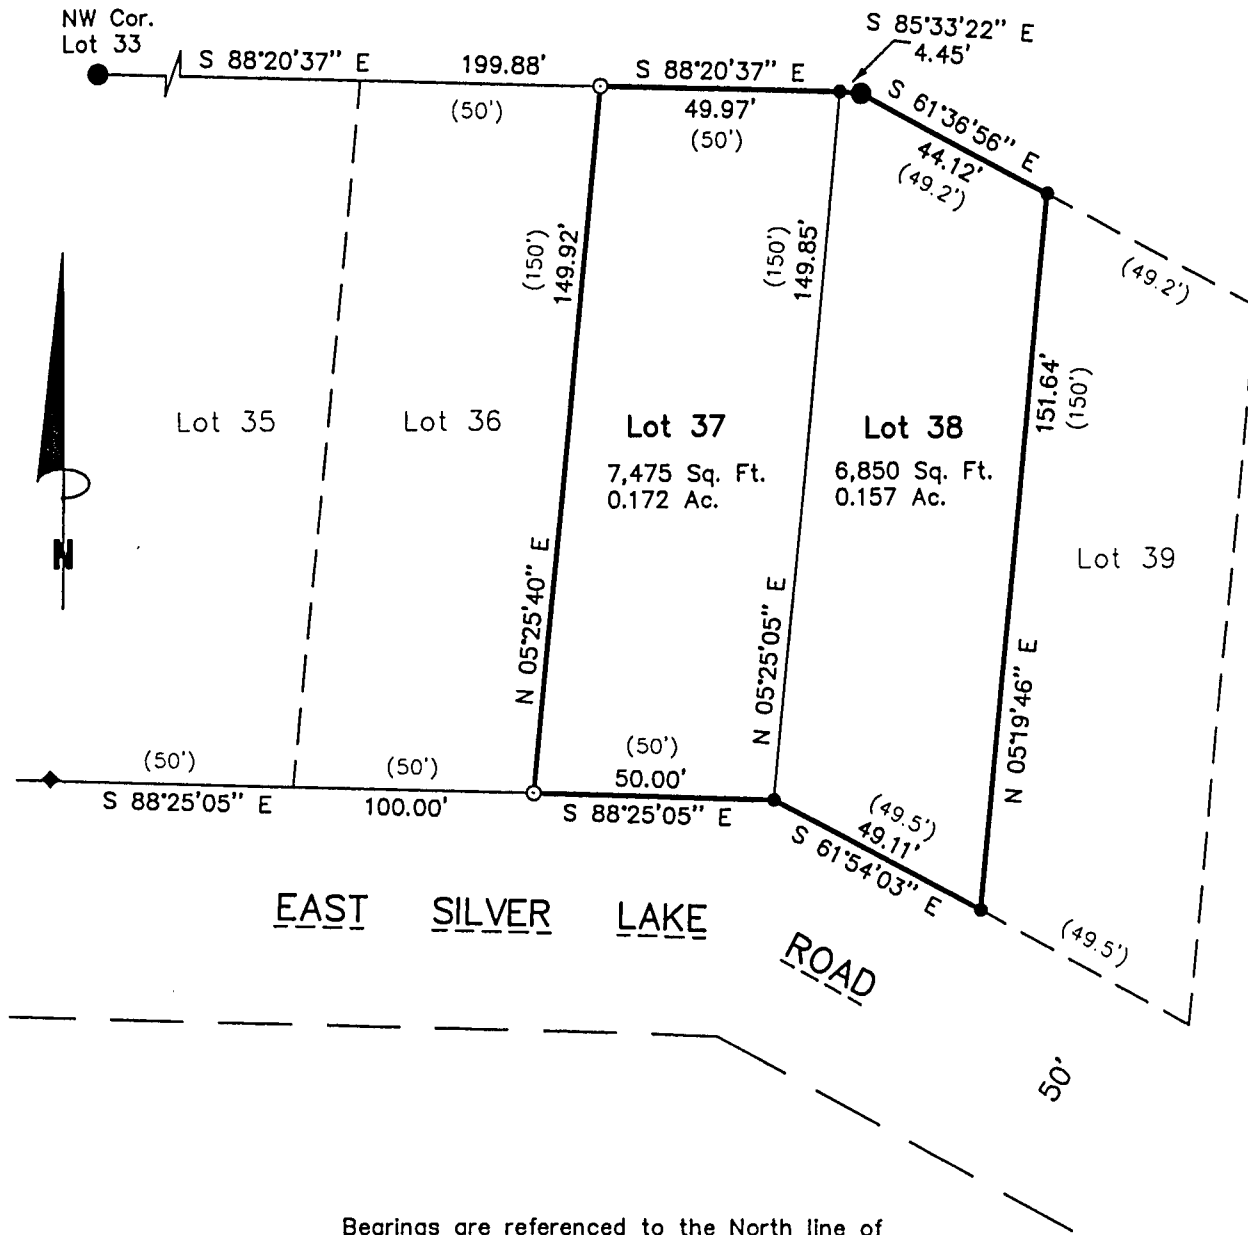 NW Cor.
Lot 33
S 88°20'37" E
199.88'
(50')
S 88°20'37" E
49.97'
(50')
S 85°33'22" E
4.45'
S 61°36'56" E
44.12'
(49.2')
(49.2')
(150')
149.92'
(150')
149.85'
151.64'
(150')
Lot 35
Lot 36
Lot 37
7,475 Sq. Ft.
0.172 Ac.
Lot 38
6,850 Sq. Ft.
0.157 Ac.
Lot 39
N
N 05°25'40" E
N 05°25'05" E
N 05°19'46" E
(50')
S 88°25'05" E
(50')
100.00'
(50')
50.00'
S 88°25'05" E
(49.5')
49.11'
S 61°54'03" E
(49.5')
EAST SILVER LAKE ROAD
50'
Bearings are referenced to the North line of